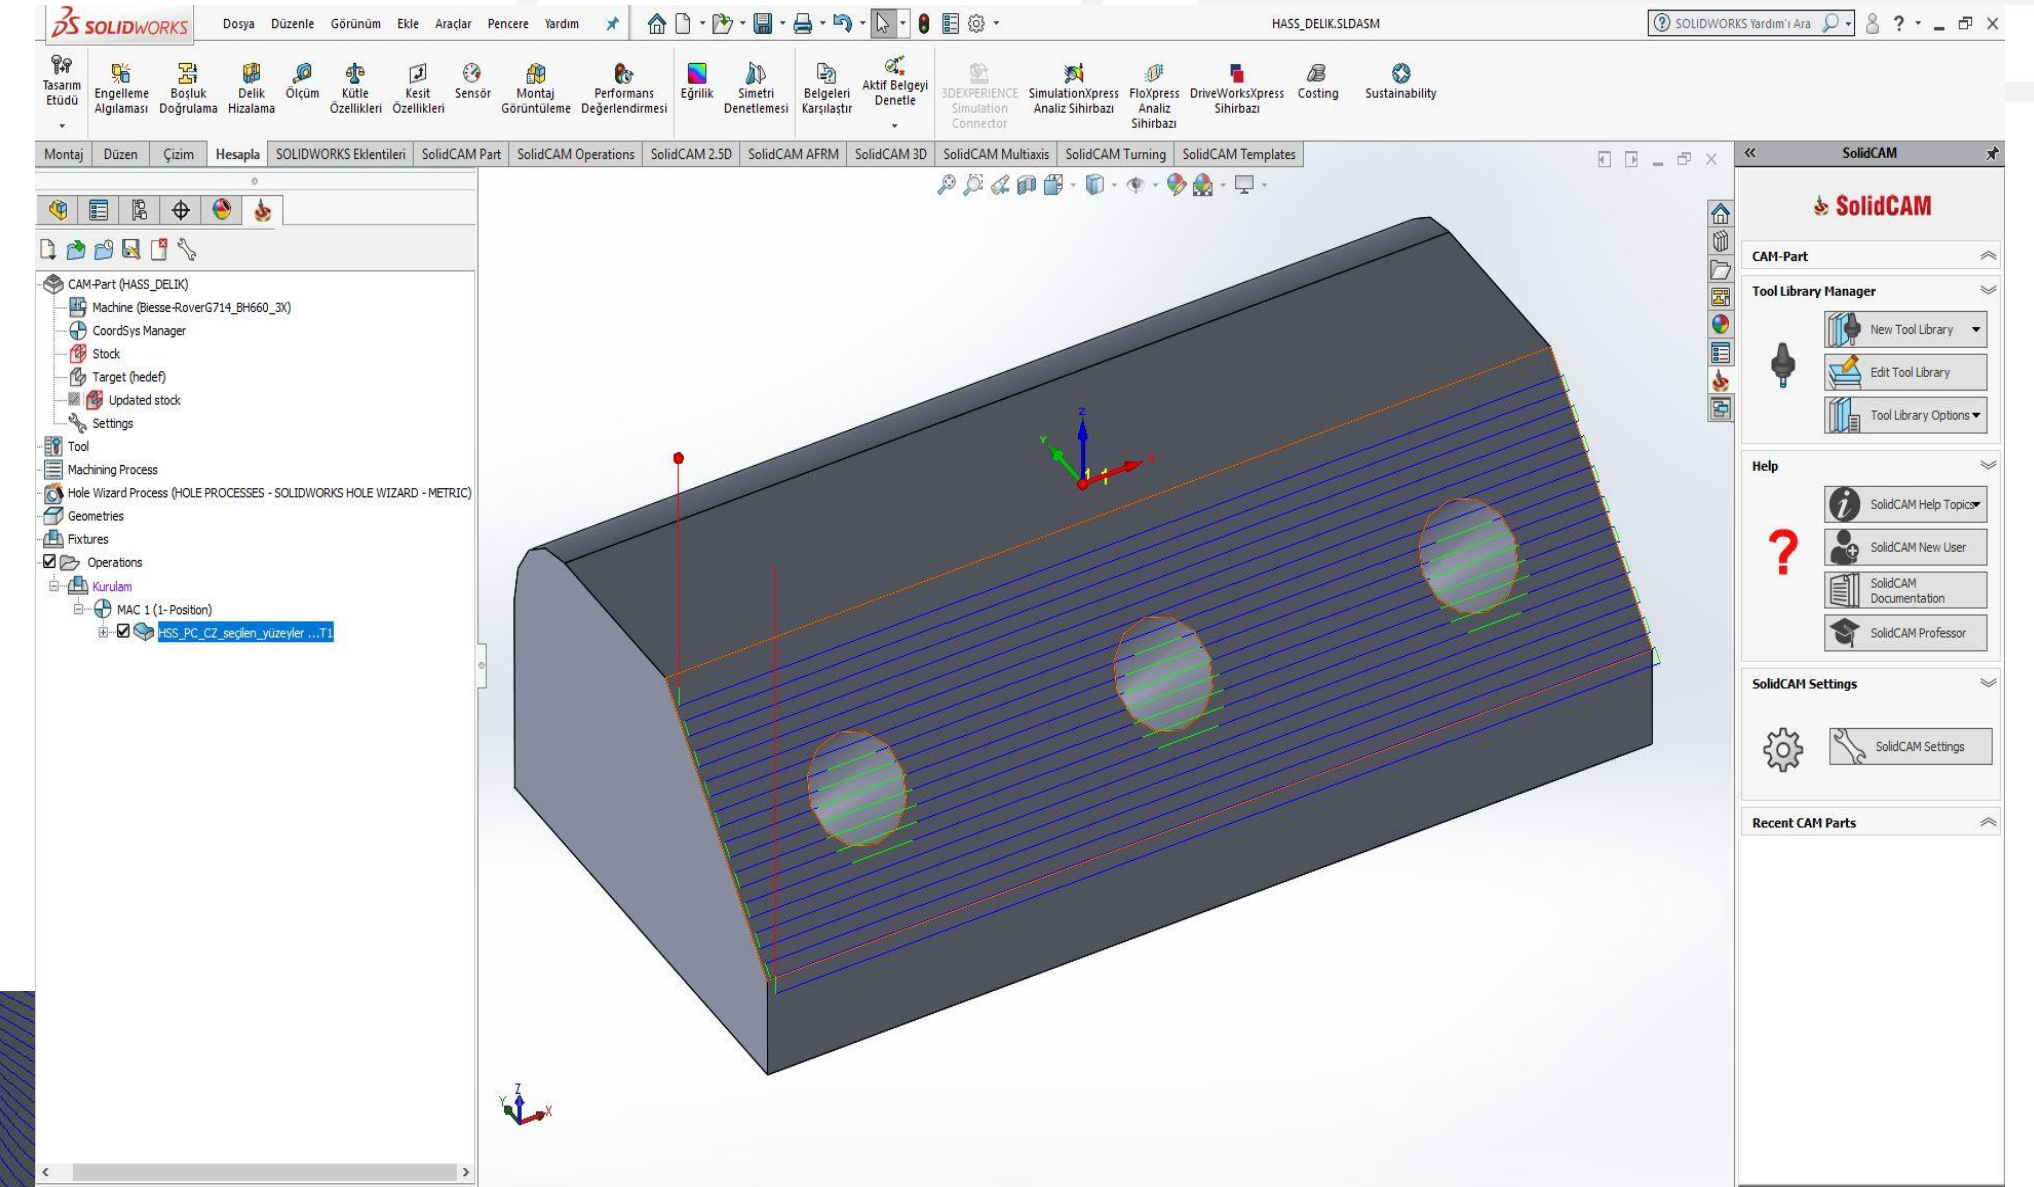 SOLIDWORKS
Dosya Düzenle Görünüm Ekle Araçlar Pencere Yardım
HASS_DELIK.SLDASM
SOLIDWORKS Yardım'ı Ara
Tasarım Etüdü
Engelleme Algılaması
Boşluk Doğrulama
Delik Hizalama
Ölçüm
Kütle Özellikleri
Kesit Özellikleri
Sensör
Montaj Görüntüleme
Performans Değerlendirmesi
Eğrilik
Simetri Denetlemesi
Belgeleri Karşılaştır
Aktif Belgeyi Denetle
3DEXPERIENCE Simulation Connector
SimulationXpress Analiz Sihirbazı
FloXpress Analiz Sihirbazı
DriveWorksXpress Sihirbazı
Costing
Sustainability
Montaj Düzen Çizim Hesapla SOLIDWORKS Eklentileri SolidCAM Part SolidCAM Operations SolidCAM 2.5D SolidCAM AFRM SolidCAM 3D SolidCAM Multiaxis SolidCAM Turning SolidCAM Templates
CAM-Part (HASS_DELIK)
Machine (Biesse-RoverG714_BH660_3X)
CoordSys Manager
Stock
Target (hedef)
Updated stock
Settings
Tool
Machining Process
Hole Wizard Process (HOLE PROCESSES - SOLIDWORKS HOLE WIZARD - METRIC)
Geometries
Fixtures
Operations
Kurulam
MAC 1 (1- Position)
HSS_PC_CZ_seçilen_yüzeyler ...T1
Z
Y
X
1 1
Z
Y
X
SolidCAM
SolidCAM
CAM-Part
Tool Library Manager
New Tool Library
Edit Tool Library
Tool Library Options
Help
SolidCAM Help Topics
SolidCAM New User
SolidCAM
Documentation
SolidCAM Professor
SolidCAM Settings
SolidCAM Settings
Recent CAM Parts